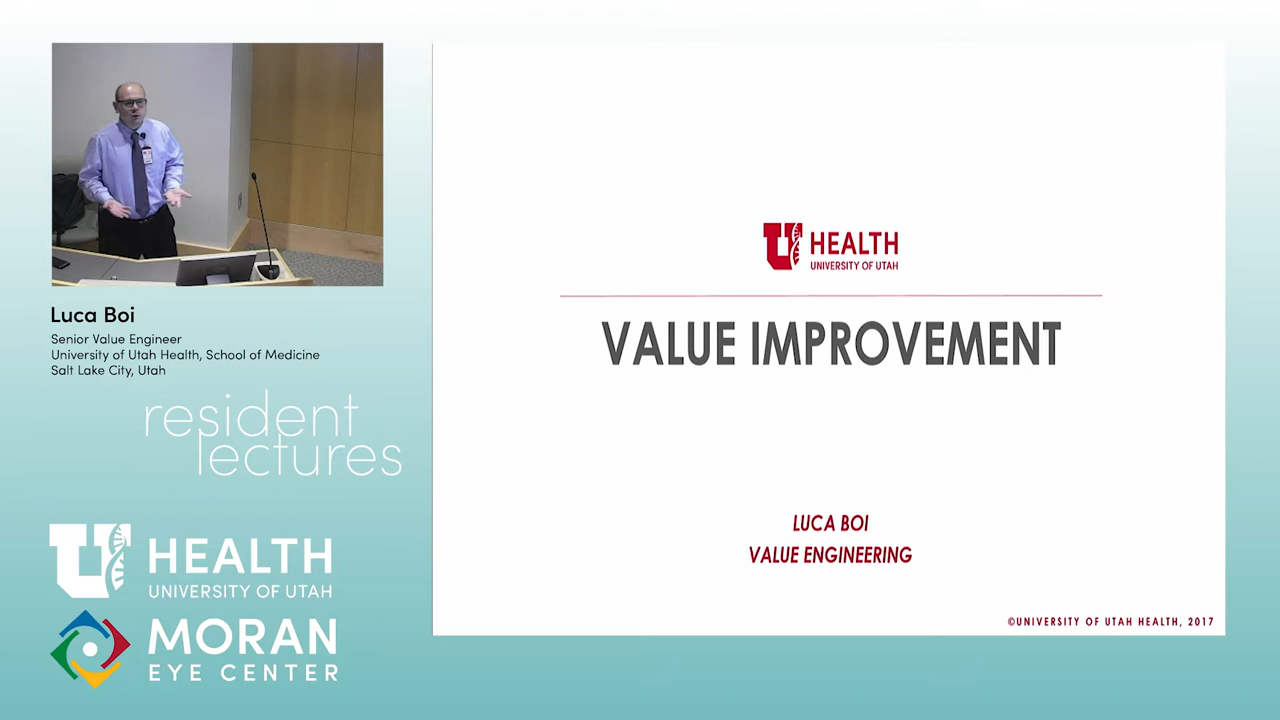 Luca Boi
Senior Value Engineer
University of Utah Health, School of Medicine
Salt Lake City, Utah
resident
lectures
U HEALTH
UNIVERSITY OF UTAH
MORAN
EYE CENTER
U HEALTH
UNIVERSITY OF UTAH
VALUE IMPROVEMENT
LUCA BOI
VALUE ENGINEERING
©UNIVERSITY OF UTAH HEALTH, 2017